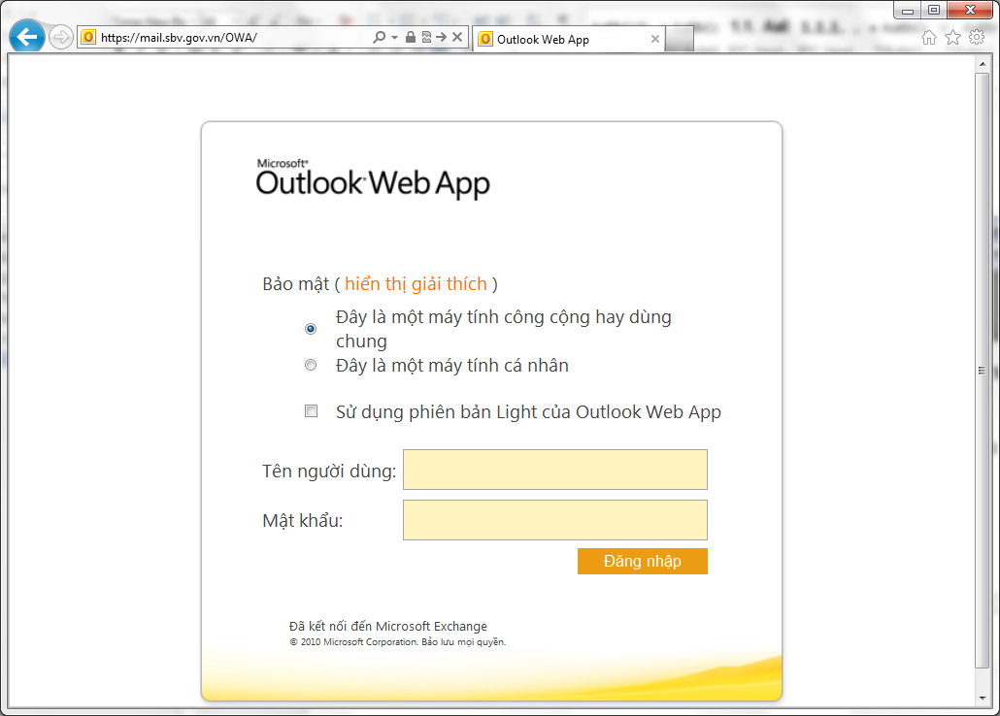 https://mail.sbv.gov.vn/OWA/
Outlook Web App
Microsoft®
Outlook® Web App
Bảo mật ( hiển thị giải thích )
Đây là một máy tính công cộng hay dùng
chung
Đây là một máy tính cá nhân
Sử dụng phiên bản Light của Outlook Web App
Tên người dùng:
Mật khẩu:
Đăng nhập
Đã kết nối đến Microsoft Exchange
© 2010 Microsoft Corporation. Bảo lưu mọi quyền.